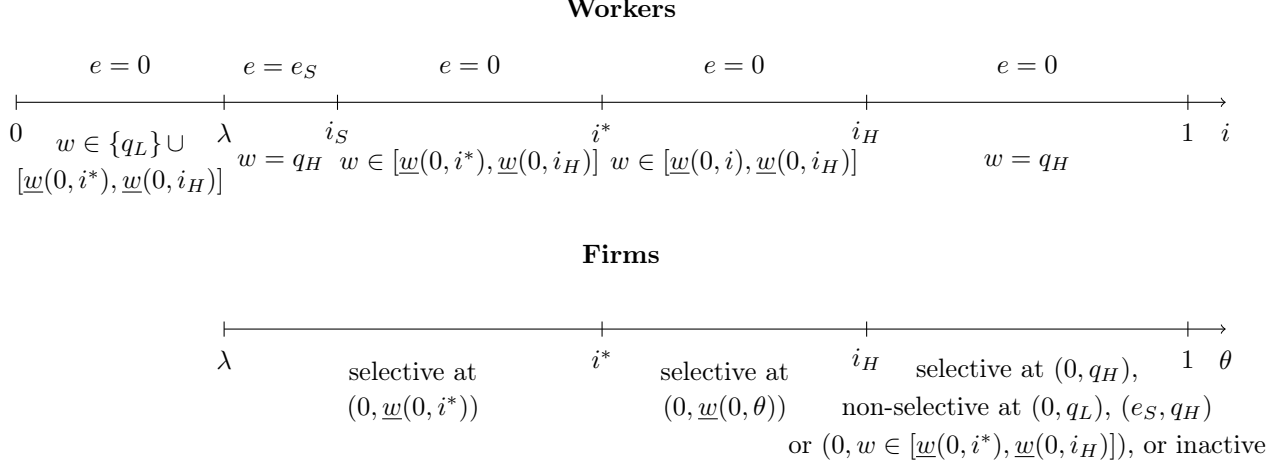 Workers
e = 0 e = e_S e = 0 e = 0 e = 0
0 λ i_S i* i_H 1 i
w ∈ {q_L} ∪
w = q_H w ∈ [w̲(0, i*), w̲(0, i_H)] w ∈ [w̲(0, i), w̲(0, i_H)] w = q_H
[w̲(0, i*), w̲(0, i_H)]
Firms
λ i* i_H 1 θ
selective at selective at selective at (0, q_H),
(0, w̲(0, i*)) (0, w̲(0, θ)) non-selective at (0, q_L), (e_S, q_H)
or (0, w ∈ [w̲(0, i*), w̲(0, i_H)]), or inactive